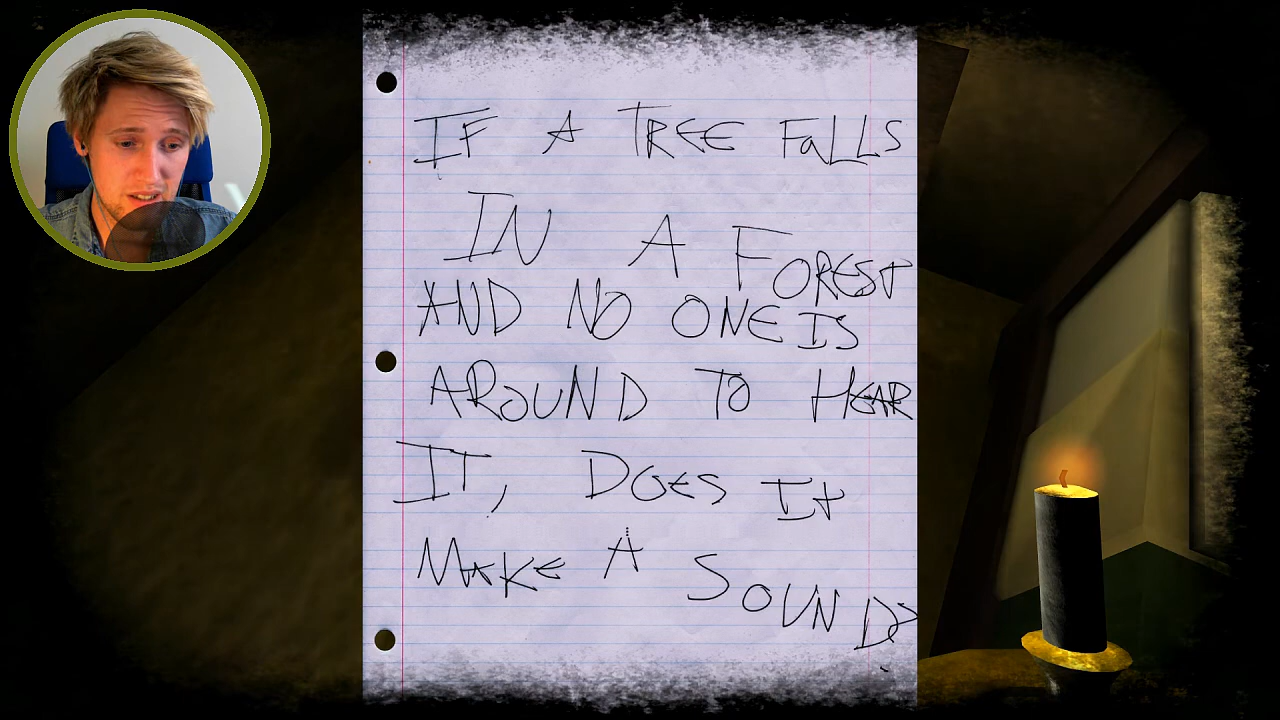 IF A TREE FALLS
IN A FOREST
AND NO ONE IS
AROUND TO HEAR
IT, DOES IT
MAKE A SOUND?